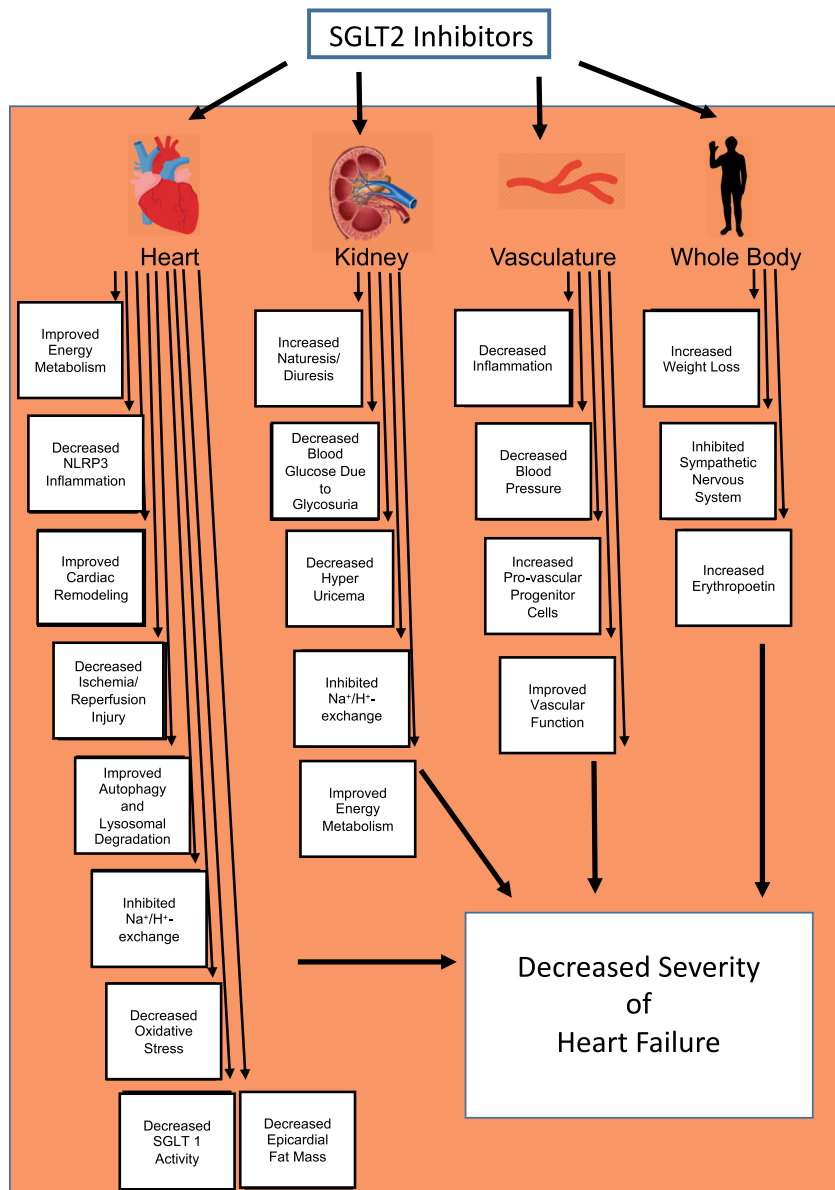 SGLT2 Inhibitors
Heart
Kidney
Vasculature
Whole Body
Improved
Energy
Metabolism
Decreased
NLRP3
Inflammation
Improved
Cardiac
Remodeling
Decreased
Ischemia/
Reperfusion
Injury
Improved
Autophagy
and
Lysosomal
Degradation
Inhibited
Na⁺/H⁺-
exchange
Decreased
Oxidative
Stress
Decreased
SGLT 1
Activity
Decreased
Epicardial
Fat Mass
Increased
Naturesis/
Diuresis
Decreased
Blood
Glucose Due
to
Glycosuria
Decreased
Hyper
Uricema
Inhibited
Na⁺/H⁺-
exchange
Improved
Energy
Metabolism
Decreased
Inflammation
Decreased
Blood
Pressure
Increased
Pro-vascular
Progenitor
Cells
Improved
Vascular
Function
Increased
Weight Loss
Inhibited
Sympathetic
Nervous
System
Increased
Erythropoetin
Decreased Severity
of
Heart Failure